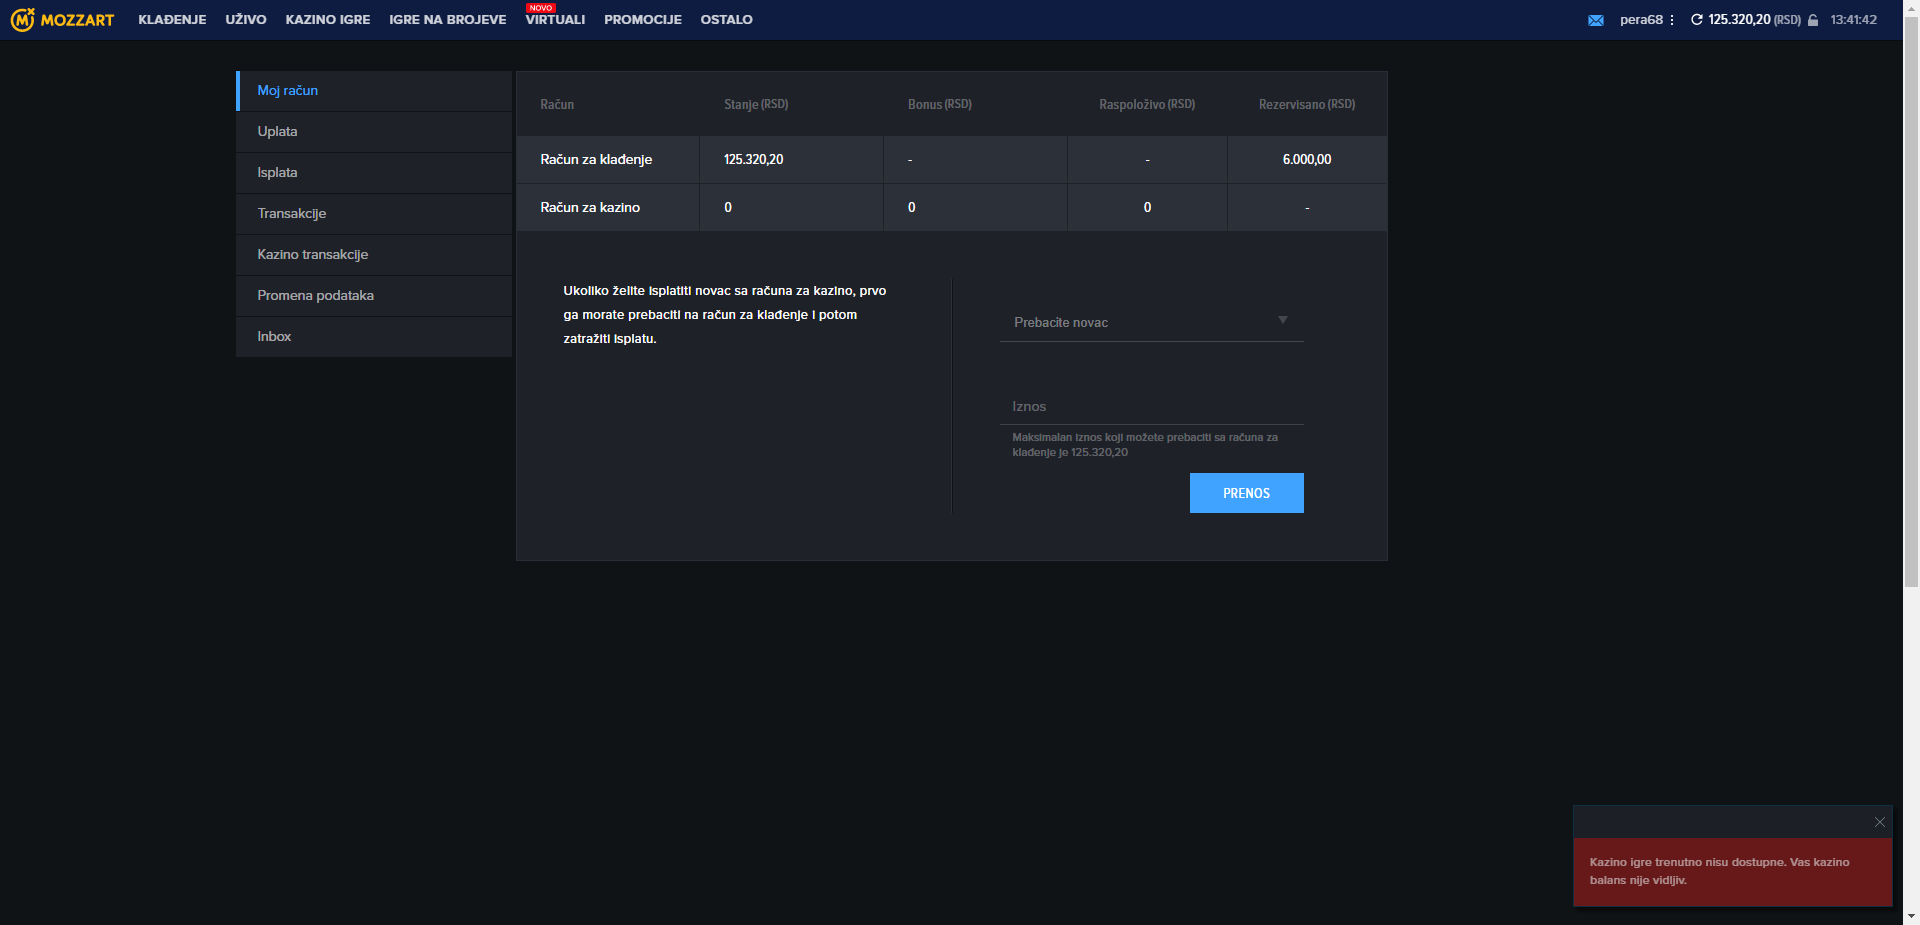 MOZZART KLAĐENJE UŽIVO KAZINO IGRE IGRE NA BROJEVE NOVO VIRTUALI PROMOCIJE OSTALO pera68 125.320,20 (RSD) 13:41:42
Moj račun
Uplata
Isplata
Transakcije
Kazino transakcije
Promena podataka
Inbox
Račun Stanje (RSD) Bonus (RSD) Raspoloživo (RSD) Rezervisano (RSD)
Račun za klađenje 125.320,20 - - 6.000,00
Račun za kazino 0 0 0 -
Ukoliko želite isplatiti novac sa računa za kazino, prvo
ga morate prebaciti na račun za klađenje i potom
zatražiti isplatu.
Prebacite novac
Iznos
Maksimalan iznos koji možete prebaciti sa računa za
klađenje je 125.320,20
PRENOS
Kazino igre trenutno nisu dostupne. Vas kazino
balans nije vidljiv.